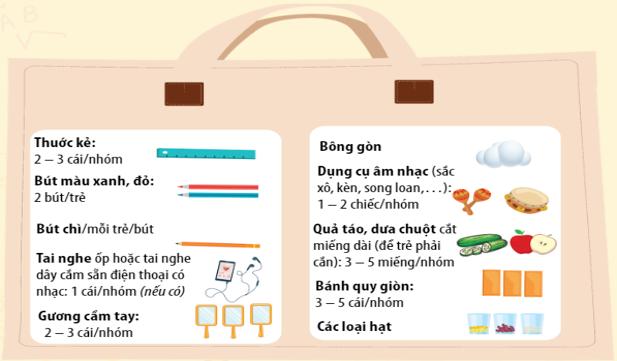 Thước kẻ:
2 – 3 cái/nhóm
Bút màu xanh, đỏ:
2 bút/trẻ
Bút chì/mỗi trẻ/bút
Tai nghe ốp hoặc tai nghe
dây cắm sẵn điện thoại có
nhạc: 1 cái/nhóm (nếu có)
Gương cầm tay:
2 – 3 cái/nhóm
Bông gòn
Dụng cụ âm nhạc (sắc
xô, kèn, song loan,...):
1 – 2 chiếc/nhóm
Quả táo, dưa chuột cắt
miếng dài (để trẻ phải
cắn): 3 – 5 miếng/nhóm
Bánh quy giòn:
3 – 5 cái/nhóm
Các loại hạt